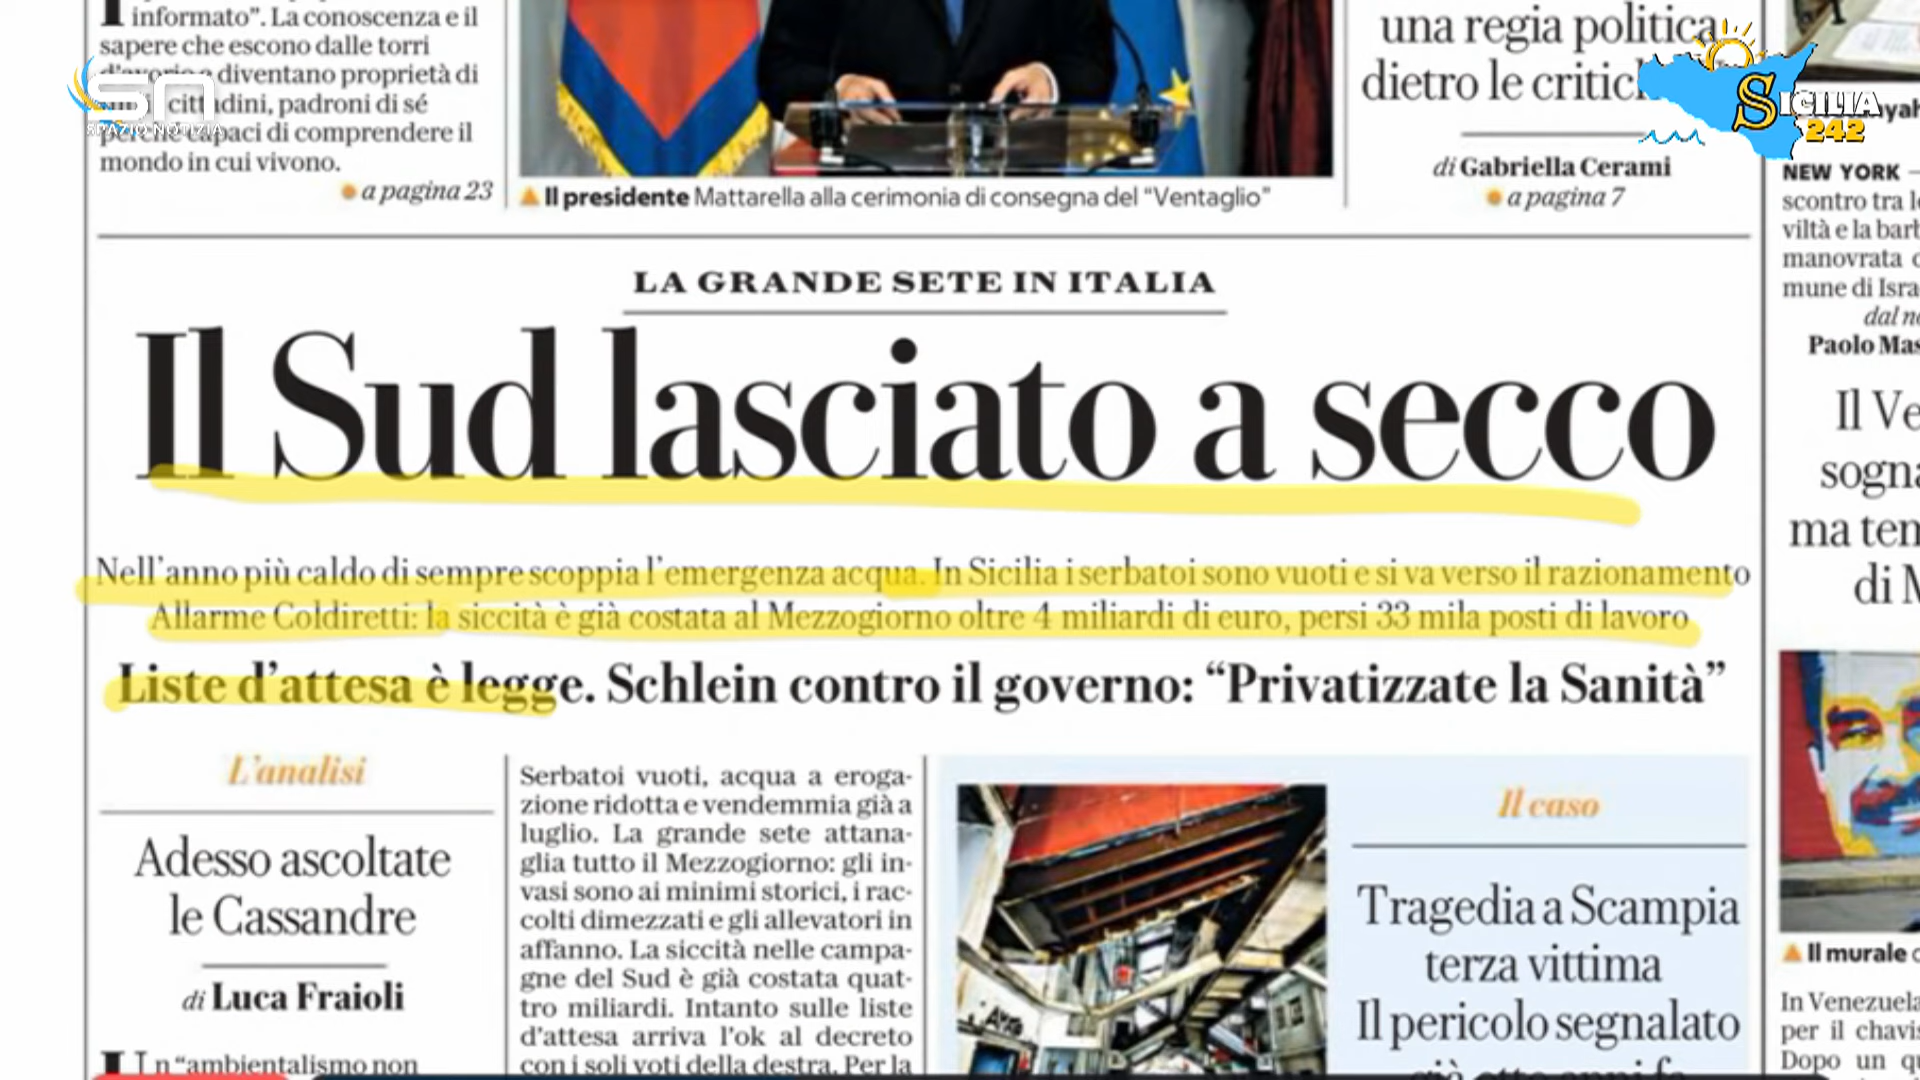 informato”. La conoscenza e il
sapere che escono dalle torri
d'avorio e diventano proprietà di
cittadini, padroni di sé
perché capaci di comprendere il
mondo in cui vivono.
a pagina 23
SN
SPAZIO NOTIZIA
Il presidente Mattarella alla cerimonia di consegna del “Ventaglio”
una regia politica
dietro le critic
di Gabriella Cerami
a pagina 7
SICILIA
242
NEW YORK –
scontro tra l
viltà e la bar
manovrata
mune di Isra
dal
Paolo Mas
LA GRANDE SETE IN ITALIA
Il Sud lasciato a secco
Nell'anno più caldo di sempre scoppia l'emergenza acqua. In Sicilia i serbatoi sono vuoti e si va verso il razionamento
Allarme Coldiretti: la siccità è già costata al Mezzogiorno oltre 4 miliardi di euro, persi 33 mila posti di lavoro
Liste d'attesa è legge. Schlein contro il governo: “Privatizzate la Sanità”
L'analisi
Adesso ascoltate
le Cassandre
di Luca Fraioli
Un “ambientalismo non
Serbatoi vuoti, acqua a eroga-
zione ridotta e vendemmia già a
luglio. La grande sete attana-
glia tutto il Mezzogiorno: gli in-
vasi sono ai minimi storici, i rac-
colti dimezzati e gli allevatori in
affanno. La siccità nelle campa-
gne del Sud è già costata quat-
tro miliardi. Intanto sulle liste
d'attesa arriva l'ok al decreto
con i soli voti della destra. Per la
Il caso
Tragedia a Scampia
terza vittima
Il pericolo segnalato
già otto anni fa
Il Ve
sogna
ma ten
di M
Il murale
In Venezuela
per il chavis
Dopo un q